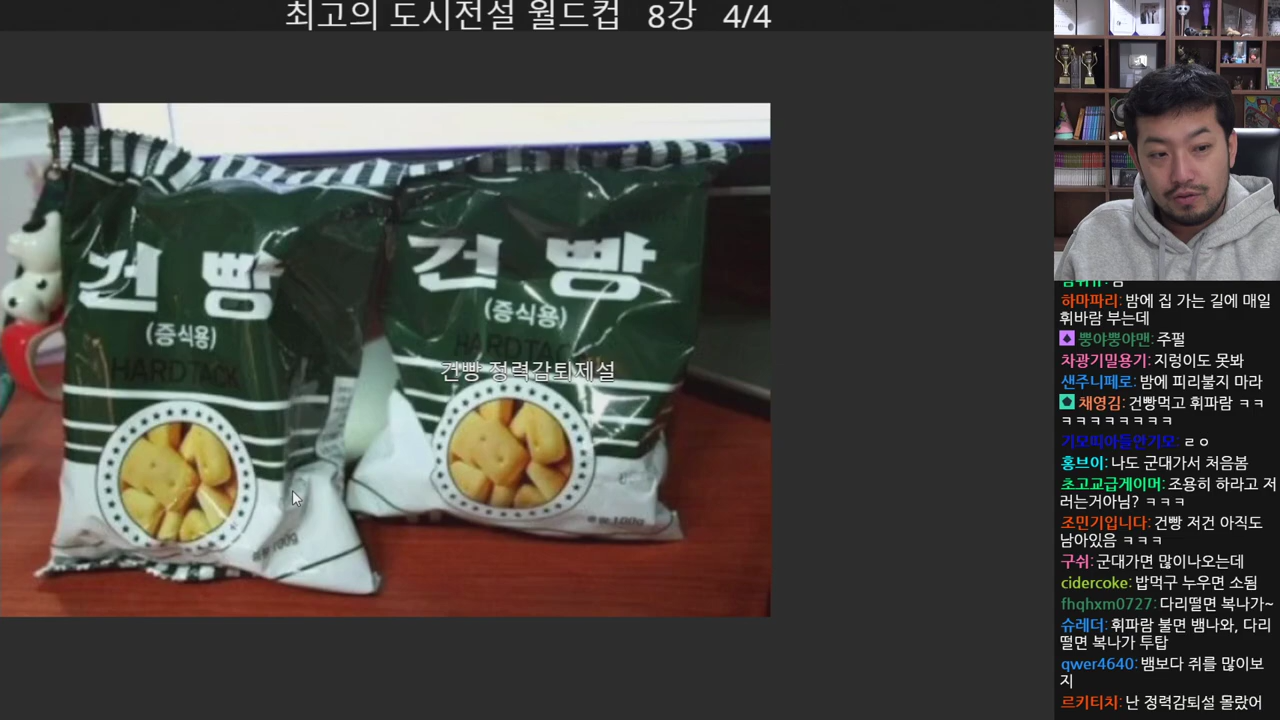 최고의 도시전설 월드컵 8강 4/4
건빵
(증식용)
HARDTACK
건빵
(증식용)
HARDTACK
건빵 정력감퇴제설
하마파리: 밤에 집 가는 길에 매일
휘바람 부는데
뿡아뿡아맨: 주펄
차광기밀용기: 지렁이도 못봐
샌주니페로: 밤에 피리불지 마라
채영김: 건빵먹고 휘파람 ㅋㅋ
ㅋㅋㅋㅋㅋㅋㅋㅋ
기모띠아들안기모: ㄹㅇ
홍브이: 나도 군대가서 처음봄
초고교급게이머: 조용히 하라고 저
러는거아님? ㅋㅋㅋ
조민기입니다: 건빵 저건 아직도
남아있음 ㅋㅋㅋ
구쉬: 군대가면 많이나오는데
cidercoke: 밥먹구 누우면 소됨
fhqhxm0727: 다리떨면 복나가~
슈레더: 휘파람 불면 뱀나와, 다리
떨면 복나가 투탑
qwer4640: 뱀보다 쥐를 많이보
지
르키티치: 난 정력감퇴설 몰랐어